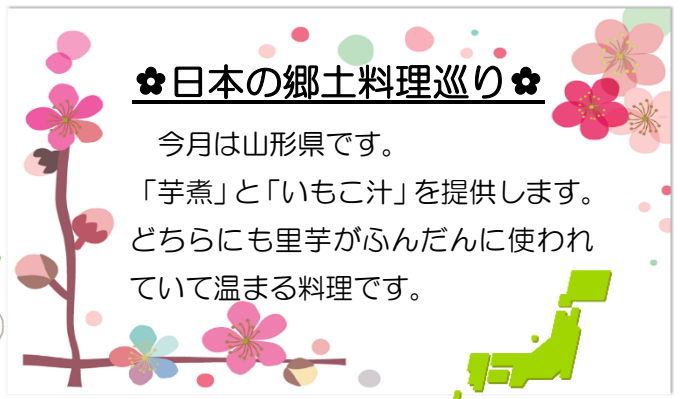 ✿日本の郷土料理巡り✿
今月は山形県です。
「芋煮」と「いもこ汁」を提供します。
どちらにも里芋がふんだんに使われ
ていて温まる料理です。